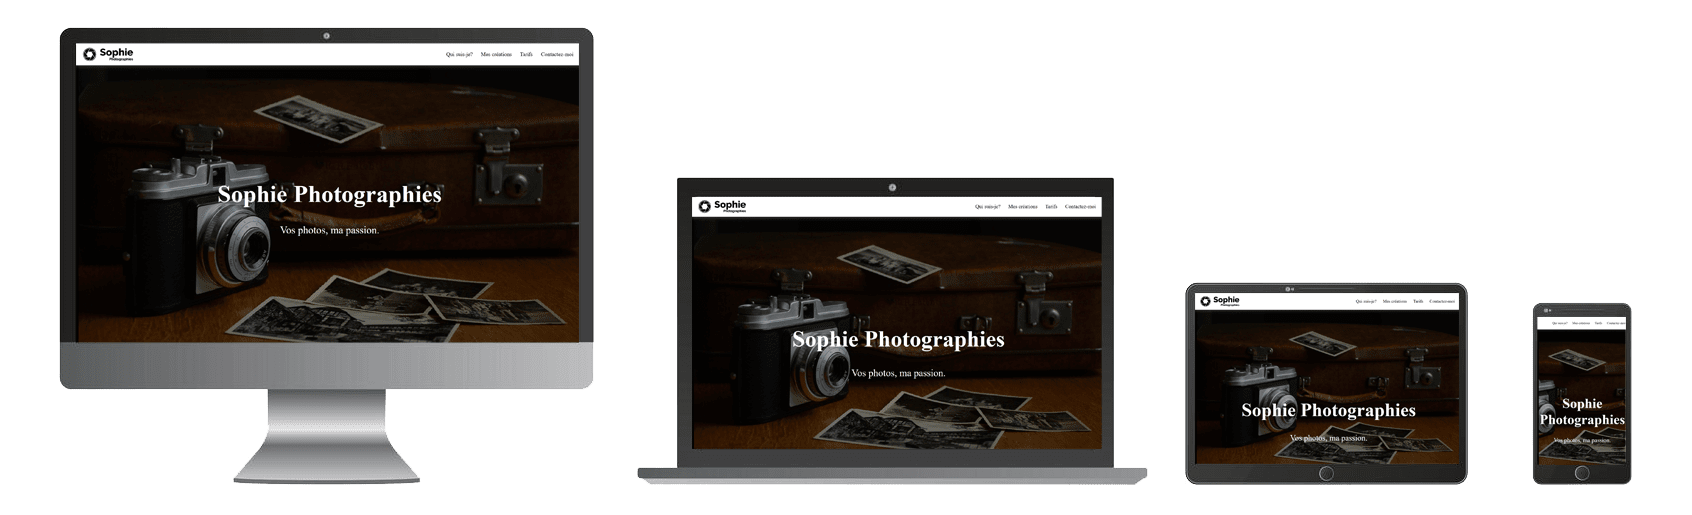 Sophie
Photographies
Qui suis-je? Mes créations Tarifs Contactez-moi
Sophie Photographies
Vos photos, ma passion.
Sophie
Photographies
Qui suis-je? Mes créations Tarifs Contactez-moi
Sophie Photographies
Vos photos, ma passion.
Sophie
Photographies
Qui suis-je? Mes créations Tarifs Contactez-moi
Sophie Photographies
Vos photos, ma passion.
Qui suis-je? Mes créations Tarifs Contactez-moi
Sophie
Photographies
Vos photos, ma passion.